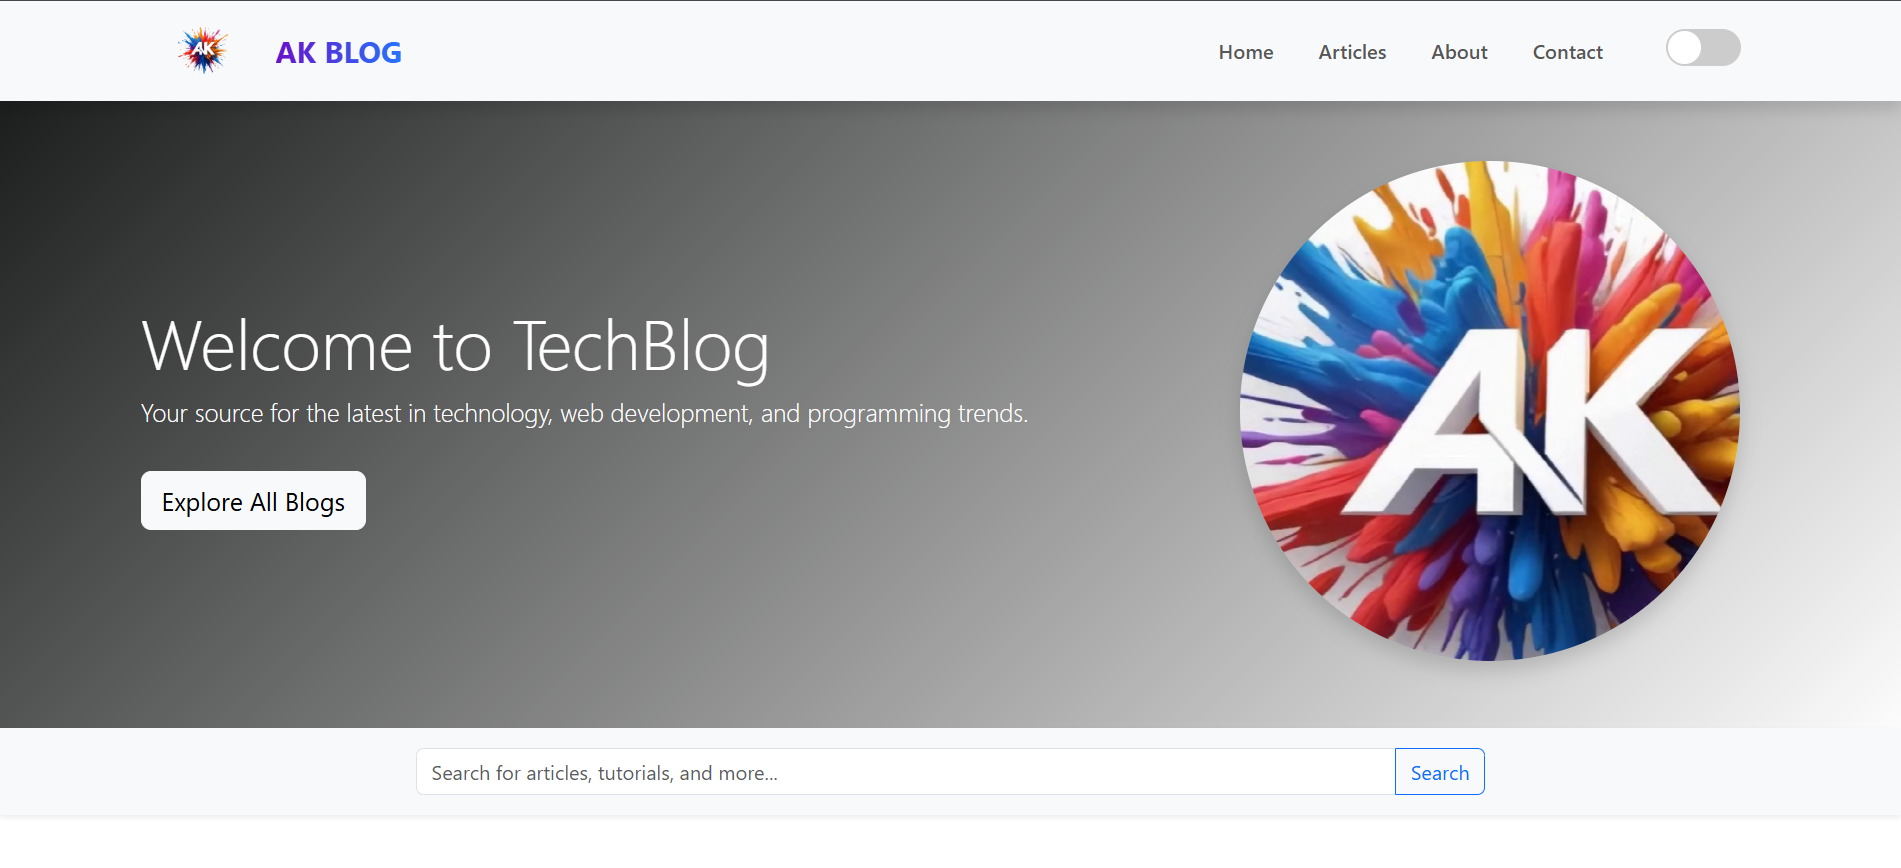 AK
AK BLOG
Home
Articles
About
Contact
Welcome to TechBlog
Your source for the latest in technology, web development, and programming trends.
Explore All Blogs
AK
Search for articles, tutorials, and more...
Search